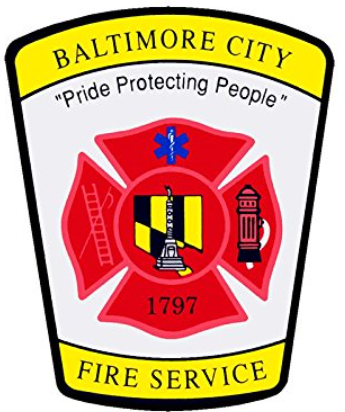 BALTIMORE CITY
"Pride Protecting People"
1797
FIRE SERVICE